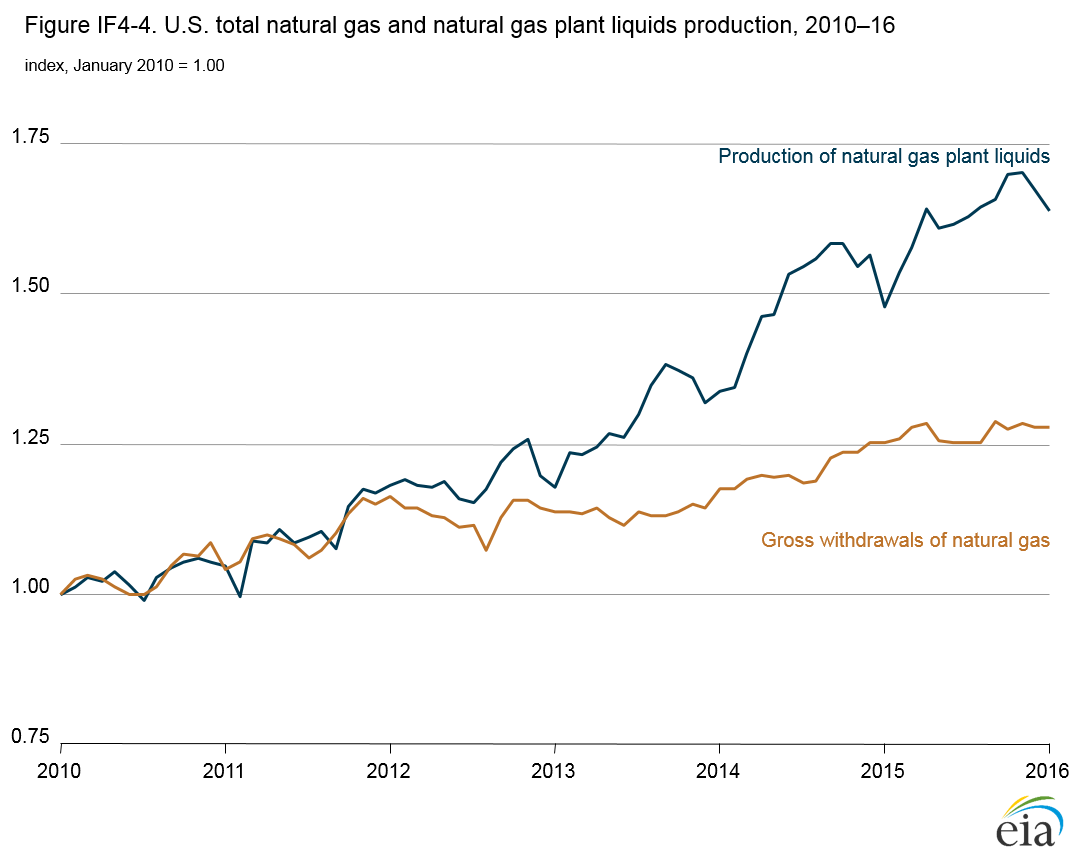 Figure IF4-4. U.S. total natural gas and natural gas plant liquids production, 2010–16
index, January 2010 = 1.00
1.75
Production of natural gas plant liquids
1.50
1.25
Gross withdrawals of natural gas
1.00
0.75
2010 2011 2012 2013 2014 2015 2016
eia